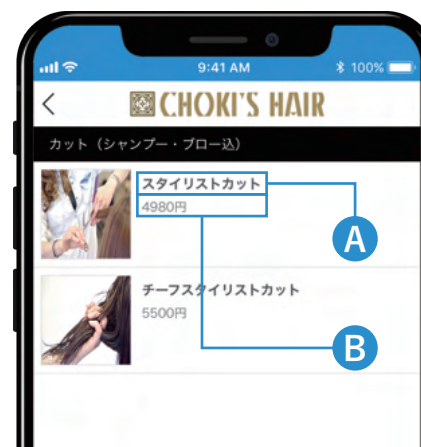 9:41 AM
100%
CHOKI'S HAIR
カット（シャンプー・ブロー込）
スタイリストカット
4980円
A
チーフスタイリストカット
5500円
B